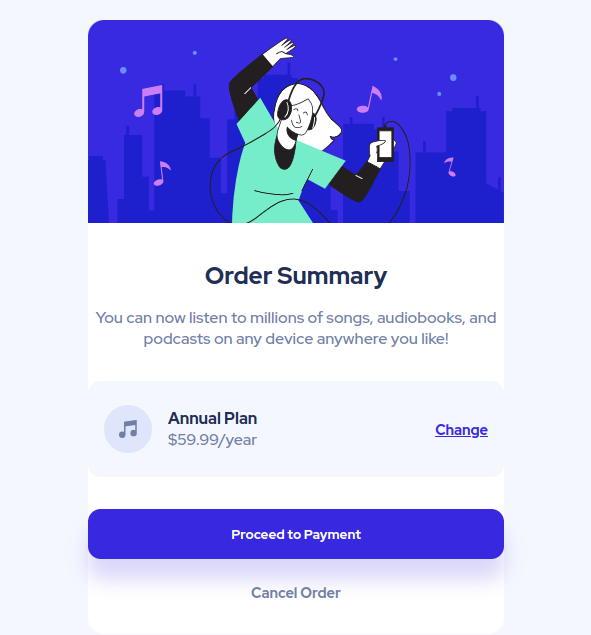 Order Summary
You can now listen to millions of songs, audiobooks, and
podcasts on any device anywhere you like!
Annual Plan
$59.99/year
Change
Proceed to Payment
Cancel Order